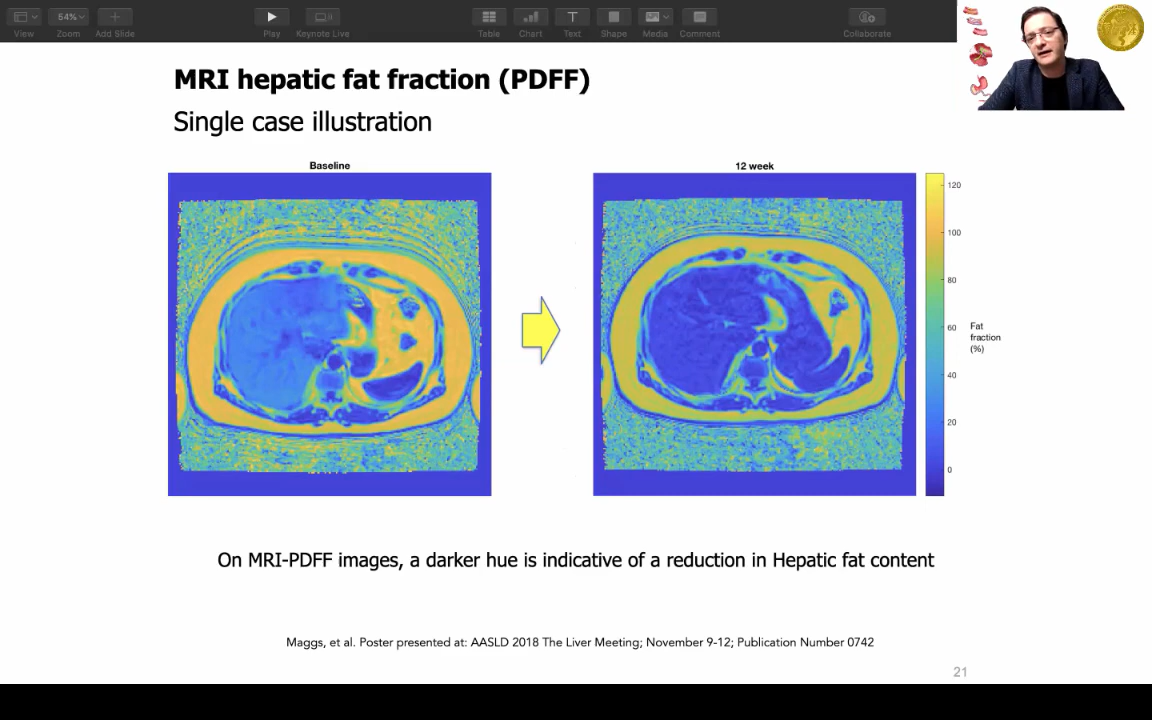 54%
View
Zoom
Add Slide
Play
Keynote Live
Table
Chart
Text
Shape
Media
Comment
Collaborate
MRI hepatic fat fraction (PDFF)
Single case illustration
Baseline
12 week
120
100
80
60
40
20
0
Fat
fraction
(%)
On MRI-PDFF images, a darker hue is indicative of a reduction in Hepatic fat content
Maggs, et al. Poster presented at: AASLD 2018 The Liver Meeting; November 9-12; Publication Number 0742
21